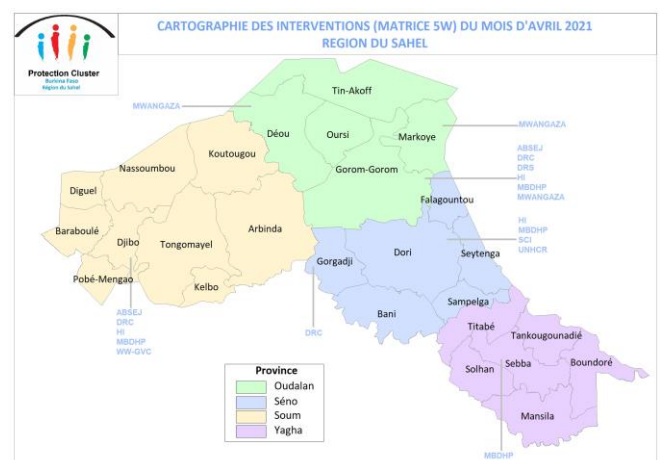 CARTOGRAPHIE DES INTERVENTIONS (MATRICE 5W) DU MOIS D'AVRIL 2021
REGION DU SAHEL
Protection Cluster
Burkina Faso
Région du Sahel
Tin-Akoff
MWANGAZA
Déou
Oursi
Markoye
MWANGAZA
Koutougou
Nassoumbou
Gorom-Gorom
ABSEJ
DRC
DRS
HI
MBDHP
MWANGAZA
Diguel
Falagountou
Baraboulé
Djibo
Tongomayel
Arbinda
HI
MBDHP
SCI
UNHCR
Gorgadji
Dori
Seytenga
Pobé-Mengao
Kelbo
Sampelga
Bani
ABSEJ
DRC
HI
MBDHP
WW-GVC
DRC
Titabé
Tankougounadié
Solhan
Sebba
Boundoré
Mansila
MBDHP
Province
Oudalan
Séno
Soum
Yagha